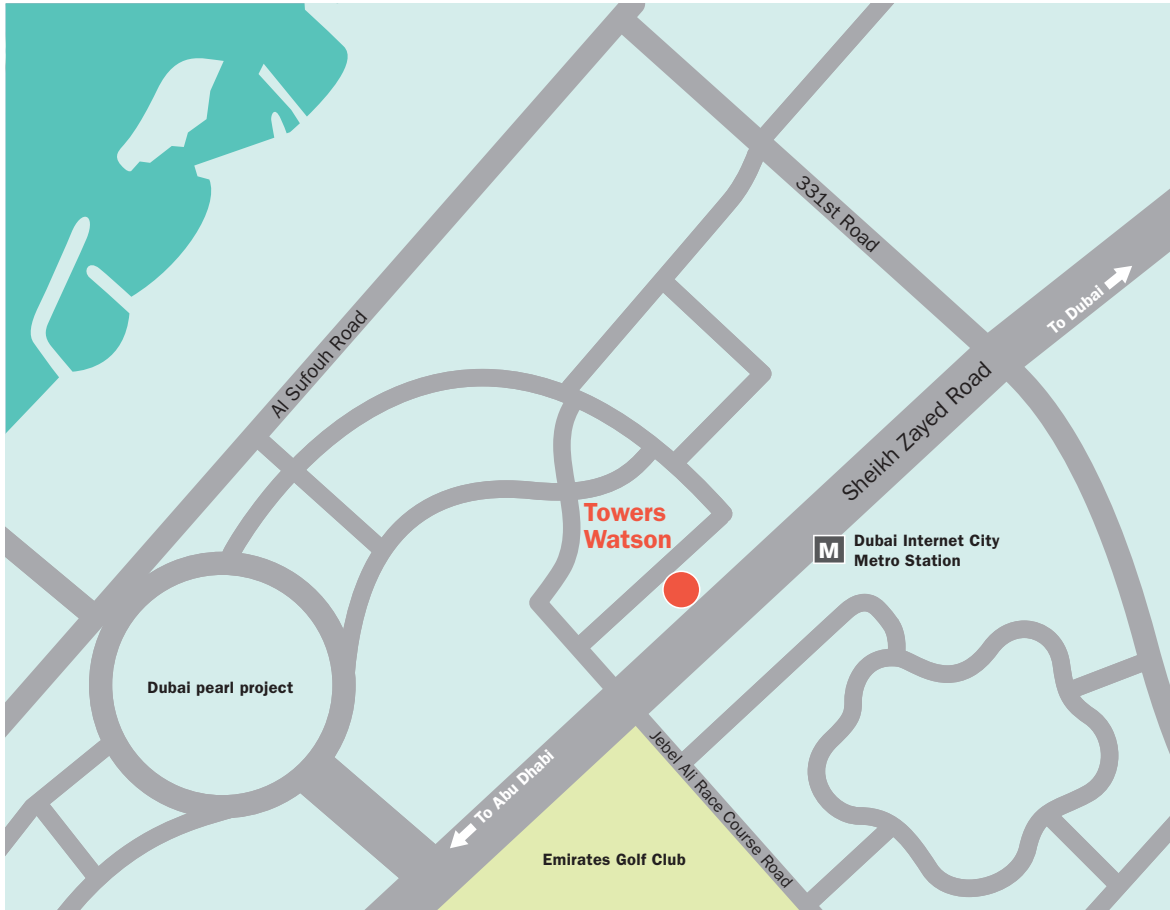 331st Road
To Dubai
Al Sufouh Road
Sheikh Zayed Road
Towers
Watson
M
Dubai Internet City
Metro Station
Dubai pearl project
Jebel Ali Race Course Road
To Abu Dhabi
Emirates Golf Club